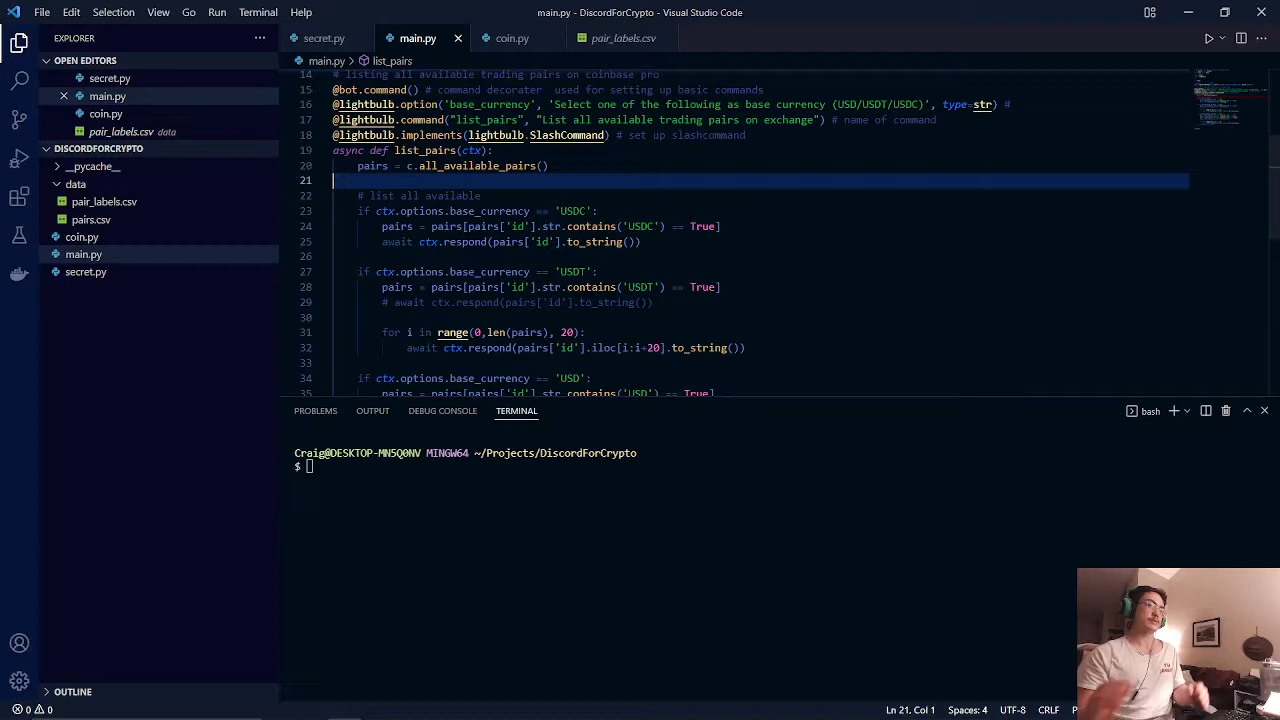 File Edit Selection View Go Run Terminal Help
main.py - DiscordForCrypto - Visual Studio Code
EXPLORER
OPEN EDITORS
secret.py
main.py
coin.py
pair_labels.csv data
DISCORDFORCRYPTO
__pycache__
data
pair_labels.csv
pairs.csv
coin.py
main.py
secret.py
OUTLINE
secret.py main.py coin.py pair_labels.csv
main.py > list_pairs
14 # listing all available trading pairs on coinbase pro
15 @bot.command() # command decorater. used for setting up basic commands
16 @lightbulb.option('base_currency', 'Select one of the following as base currency (USD/USDT/USDC)', type=str) #
17 @lightbulb.command("list_pairs", "List all available trading pairs on exchange") # name of command
18 @lightbulb.implements(lightbulb.SlashCommand) # set up slashcommand
19 async def list_pairs(ctx):
20 pairs = c.all_available_pairs()
21
22 # list all available
23 if ctx.options.base_currency == 'USDC':
24 pairs = pairs[pairs['id'].str.contains('USDC') == True]
25 await ctx.respond(pairs['id'].to_string())
26
27 if ctx.options.base_currency == 'USDT':
28 pairs = pairs[pairs['id'].str.contains('USDT') == True]
29 # await ctx.respond(pairs['id'].to_string())
30
31 for i in range(0,len(pairs), 20):
32 await ctx.respond(pairs['id'].iloc[i:i+20].to_string())
33
34 if ctx.options.base_currency == 'USD':
35 pairs = pairs[pairs['id'].str.contains('USD') == True]
PROBLEMS OUTPUT DEBUG CONSOLE TERMINAL
bash
Craig@DESKTOP-MN5Q0NV MINGW64 ~/Projects/DiscordForCrypto
$
0 0
Ln 21, Col 1 Spaces: 4 UTF-8 CRLF